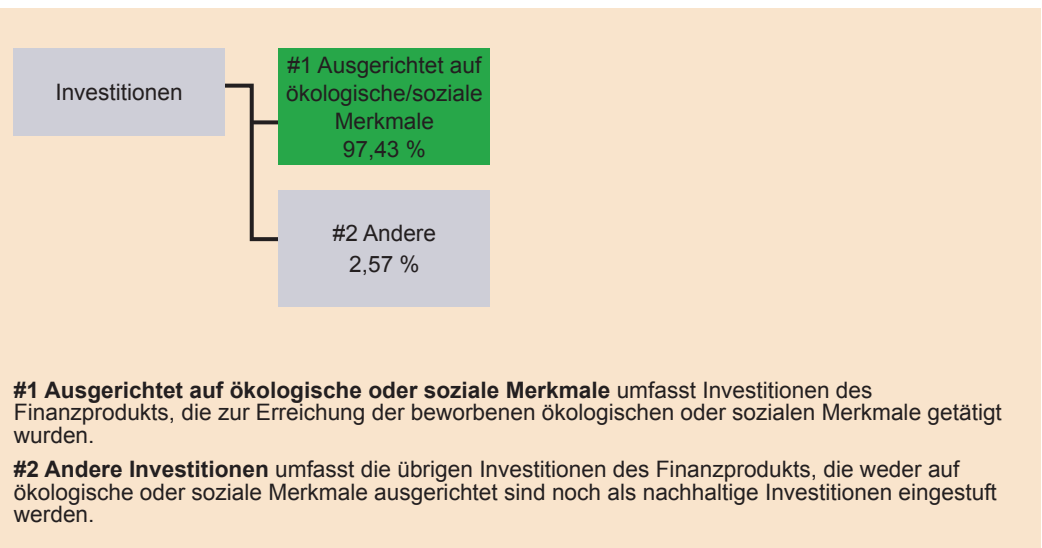 Investitionen
#1 Ausgerichtet auf
ökologische/soziale
Merkmale
97,43 %
#2 Andere
2,57 %
#1 Ausgerichtet auf ökologische oder soziale Merkmale umfasst Investitionen des
Finanzprodukts, die zur Erreichung der beworbenen ökologischen oder sozialen Merkmale getätigt
wurden.
#2 Andere Investitionen umfasst die übrigen Investitionen des Finanzprodukts, die weder auf
ökologische oder soziale Merkmale ausgerichtet sind noch als nachhaltige Investitionen eingestuft
werden.